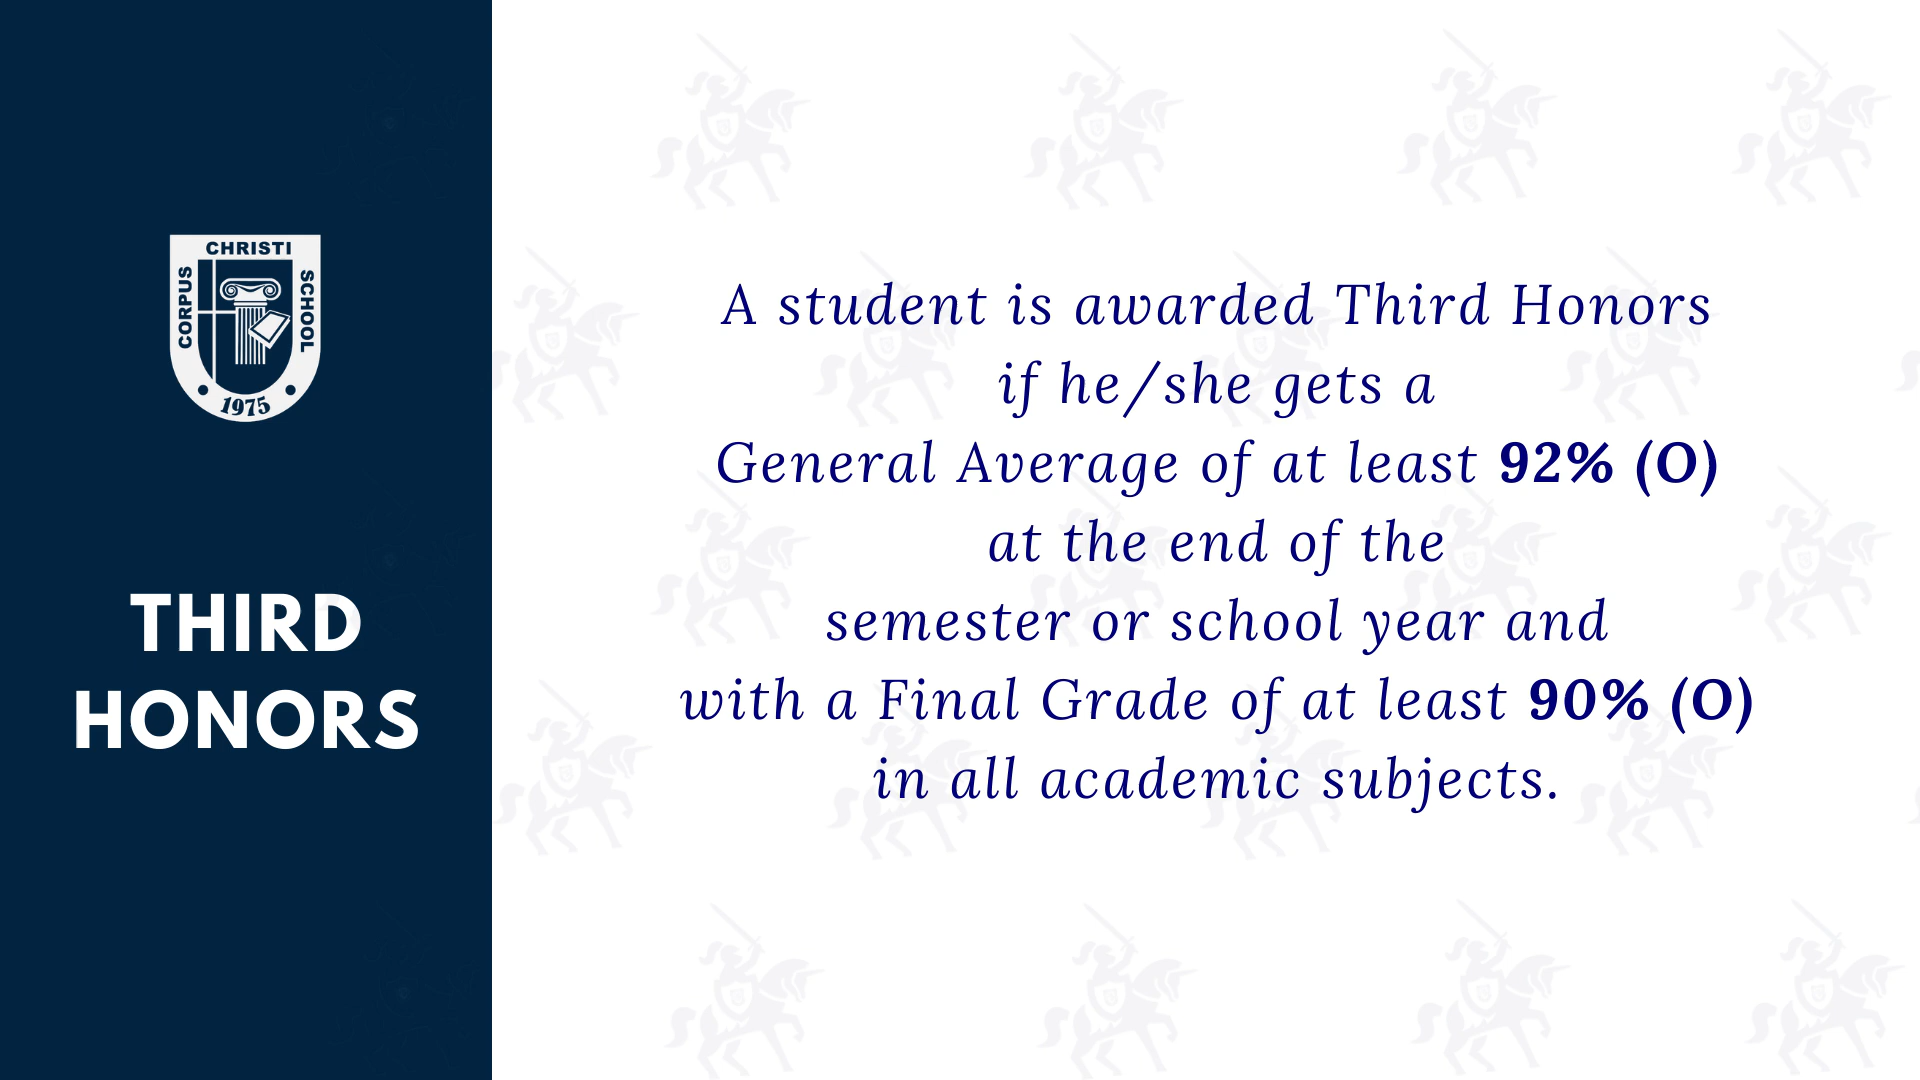 CORPUS
CHRISTI
SCHOOL
1975
THIRD
HONORS
A student is awarded Third Honors
if he/she gets a
General Average of at least 92% (O)
at the end of the
semester or school year and
with a Final Grade of at least 90% (O)
in all academic subjects.